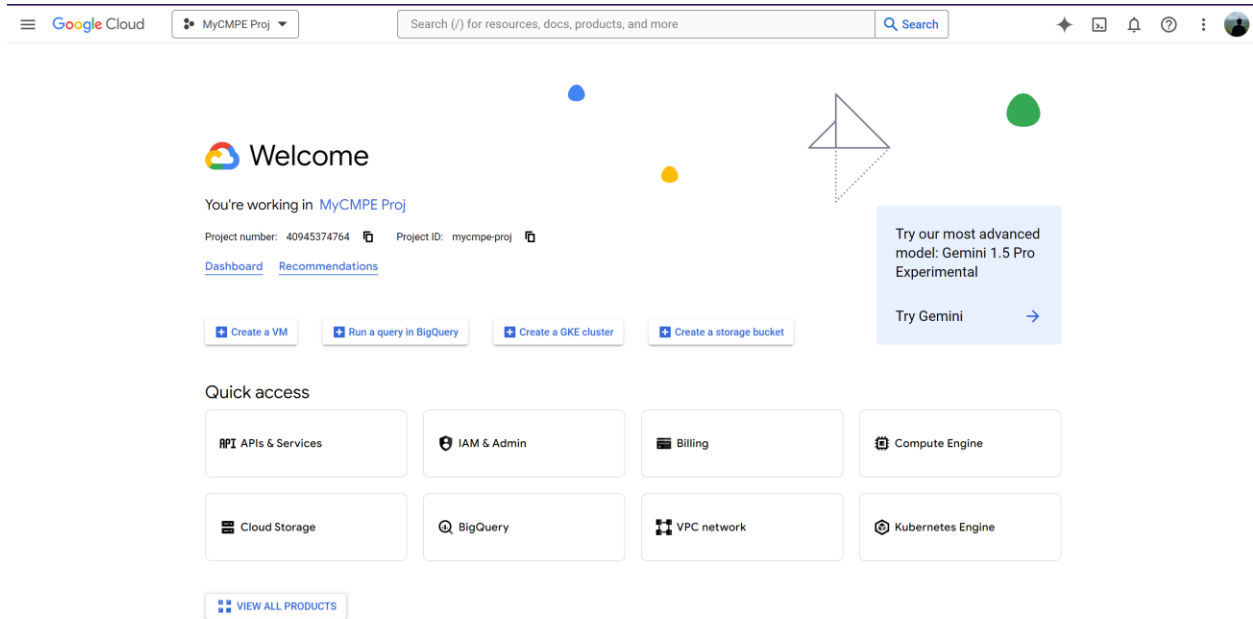 Google Cloud MyCMPE Proj Search (/) for resources, docs, products, and more Search
Welcome
You're working in MyCMPE Proj
Project number: 40945374764 Project ID: mycmpe-proj
Dashboard Recommendations
Try our most advanced
model: Gemini 1.5 Pro
Experimental
Try Gemini
Create a VM Run a query in BigQuery Create a GKE cluster Create a storage bucket
Quick access
API APIs & Services IAM & Admin Billing Compute Engine
Cloud Storage BigQuery VPC network Kubernetes Engine
VIEW ALL PRODUCTS